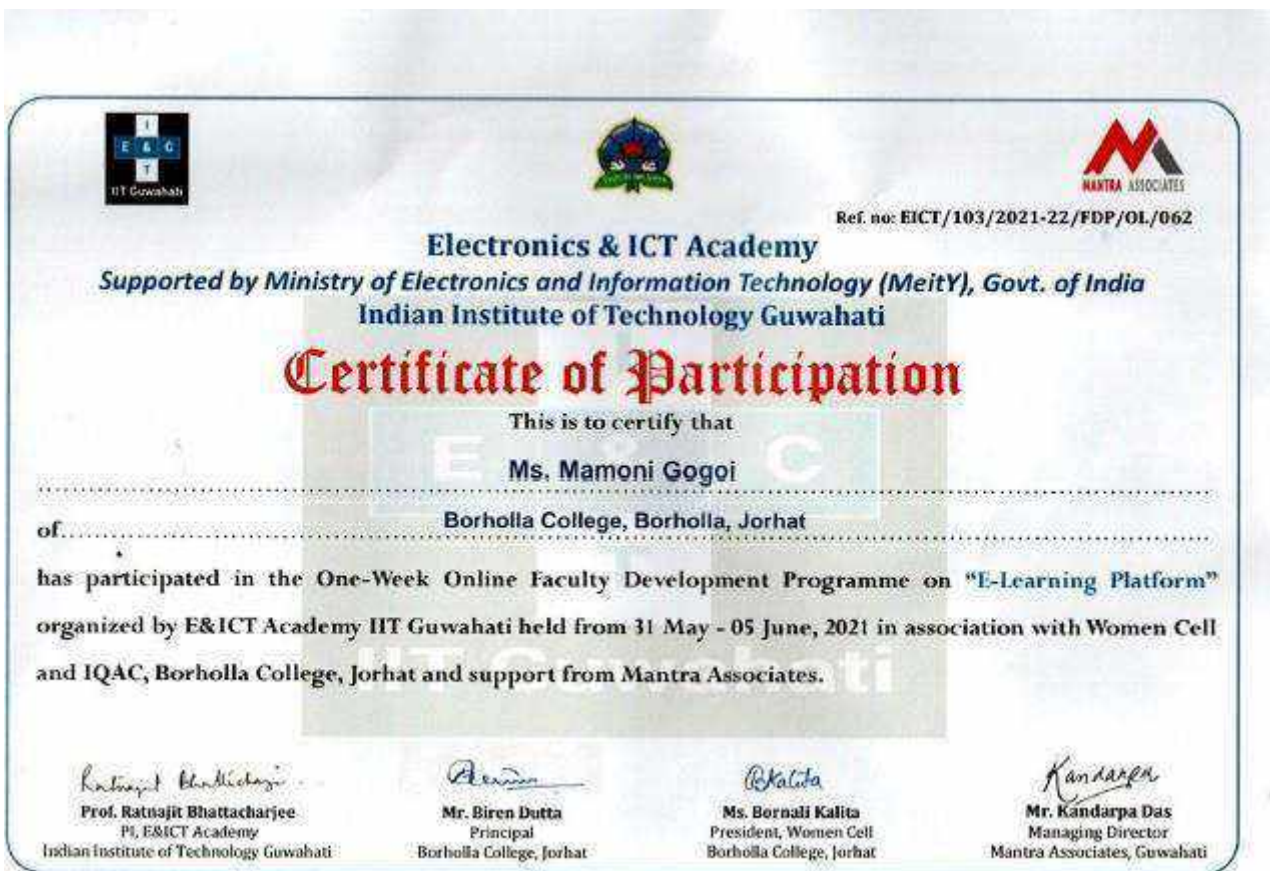 I
E & C
T
IIT Guwahati
MANTRA ASSOCIATES
Ref. no: EICT/103/2021-22/FDP/OL/062
Electronics & ICT Academy
Supported by Ministry of Electronics and Information Technology (MeitY), Govt. of India
Indian Institute of Technology Guwahati
Certificate of Participation
This is to certify that
Ms. Mamoni Gogoi
of Borholla College, Borholla, Jorhat
has participated in the One-Week Online Faculty Development Programme on “E-Learning Platform”
organized by E&ICT Academy IIT Guwahati held from 31 May - 05 June, 2021 in association with Women Cell
and IQAC, Borholla College, Jorhat and support from Mantra Associates.
E & C
IIT Guwahati
Ratnajit Bhattacharjee
BKalita
Kandarpa
Prof. Ratnajit Bhattacharjee
PI, E&ICT Academy
Indian Institute of Technology Guwahati
Mr. Biren Dutta
Principal
Borholla College, Jorhat
Ms. Bornali Kalita
President, Women Cell
Borholla College, Jorhat
Mr. Kandarpa Das
Managing Director
Mantra Associates, Guwahati